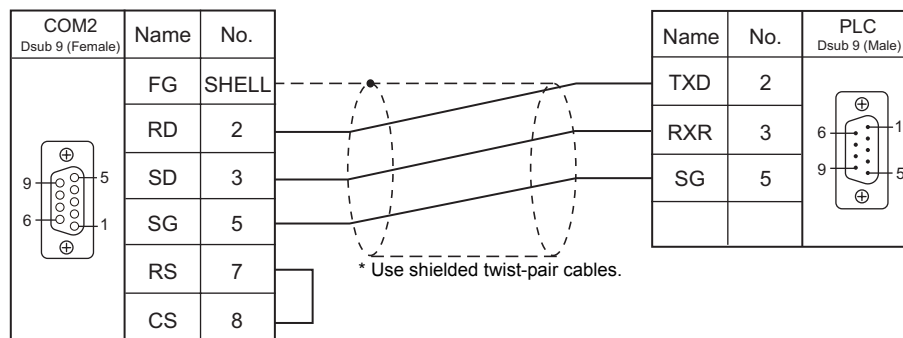 COM2
Dsub 9 (Female)
Name No.
FG SHELL
RD 2
SD 3
SG 5
RS 7
CS 8
9 5
6 1
* Use shielded twist-pair cables.
Name No.
TXD 2
RXR 3
SG 5
PLC
Dsub 9 (Male)
6 1
9 5